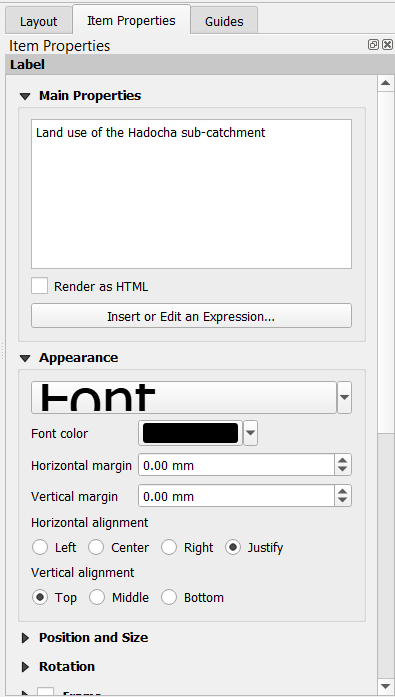 Layout Item Properties Guides
Item Properties
Label
Main Properties
Land use of the Hadocha sub-catchment
Render as HTML
Insert or Edit an Expression...
Appearance
Font
Font color
Horizontal margin 0.00 mm
Vertical margin 0.00 mm
Horizontal alignment
Left Center Right Justify
Vertical alignment
Top Middle Bottom
Position and Size
Rotation
Frame